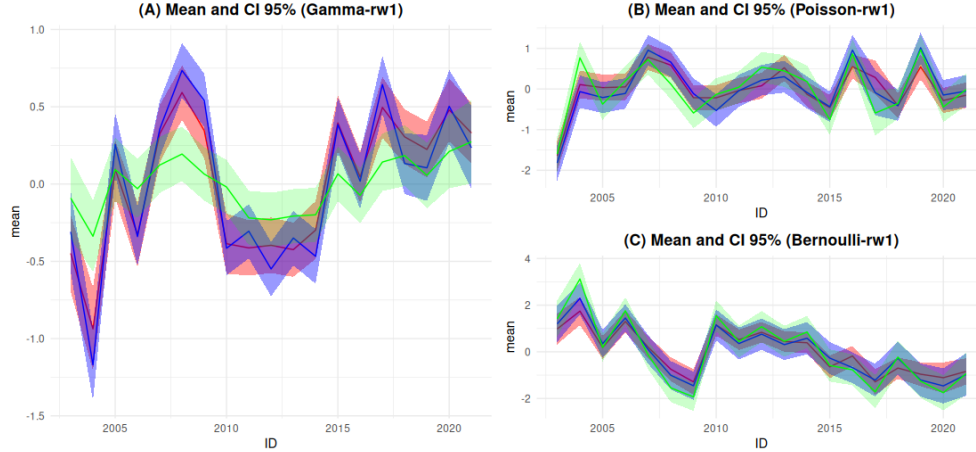 (A) Mean and CI 95% (Gamma-rw1)
1.0
0.5
0.0
-0.5
-1.0
-1.5
mean
2005
2010
2015
2020
ID
(B) Mean and CI 95% (Poisson-rw1)
1
0
-1
-2
mean
2005
2010
2015
2020
ID
(C) Mean and CI 95% (Bernoulli-rw1)
4
2
0
-2
mean
2005
2010
2015
2020
ID